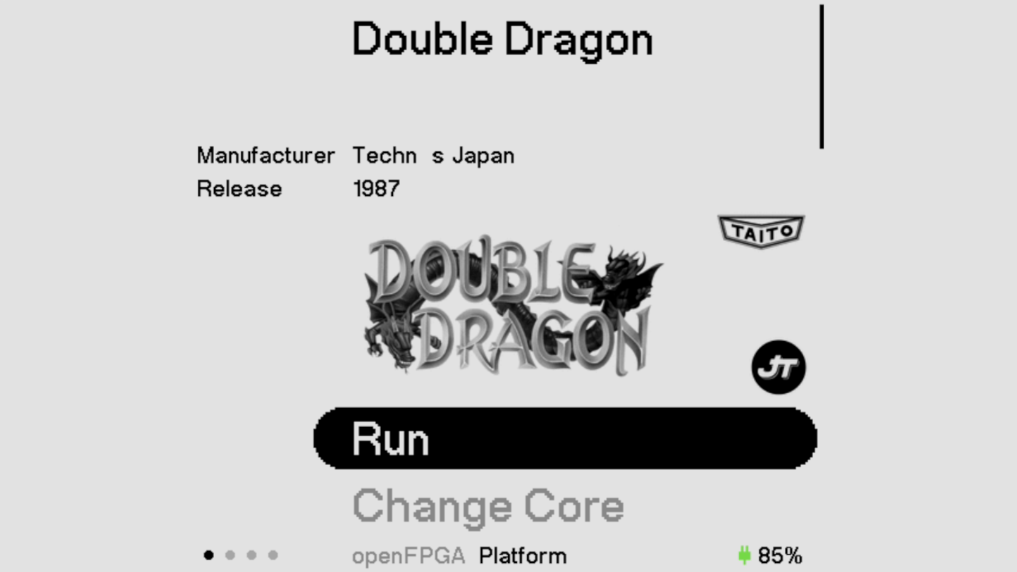 Double Dragon
Manufacturer Techn s Japan
Release 1987
TAITO
DOUBLE
DRAGON
JT
Run
Change Core
openFPGA Platform 85%